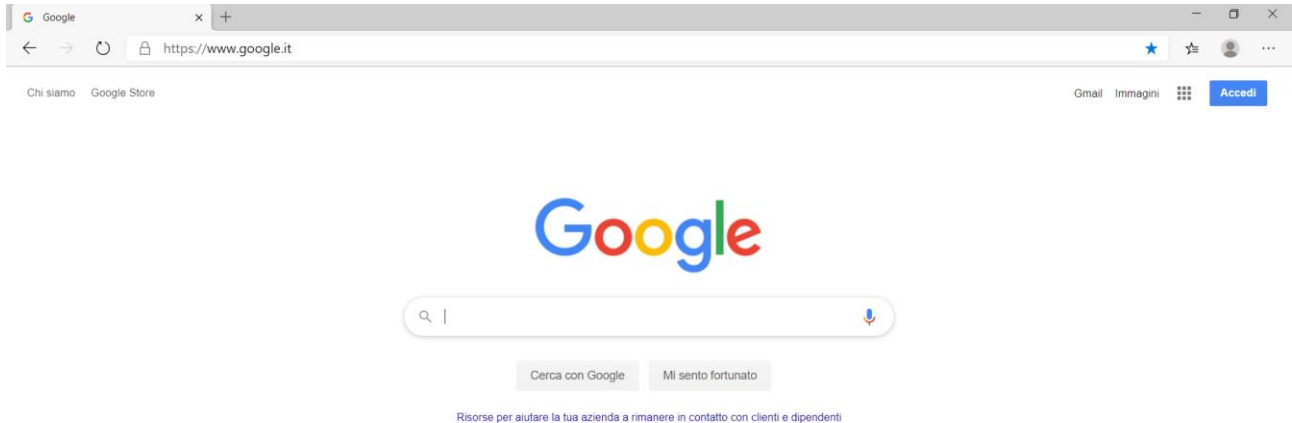 Google
https://www.google.it
Chi siamo Google Store
Gmail Immagini Accedi
Google
Cerca con Google Mi sento fortunato
Risorse per aiutare la tua azienda a rimanere in contatto con clienti e dipendenti